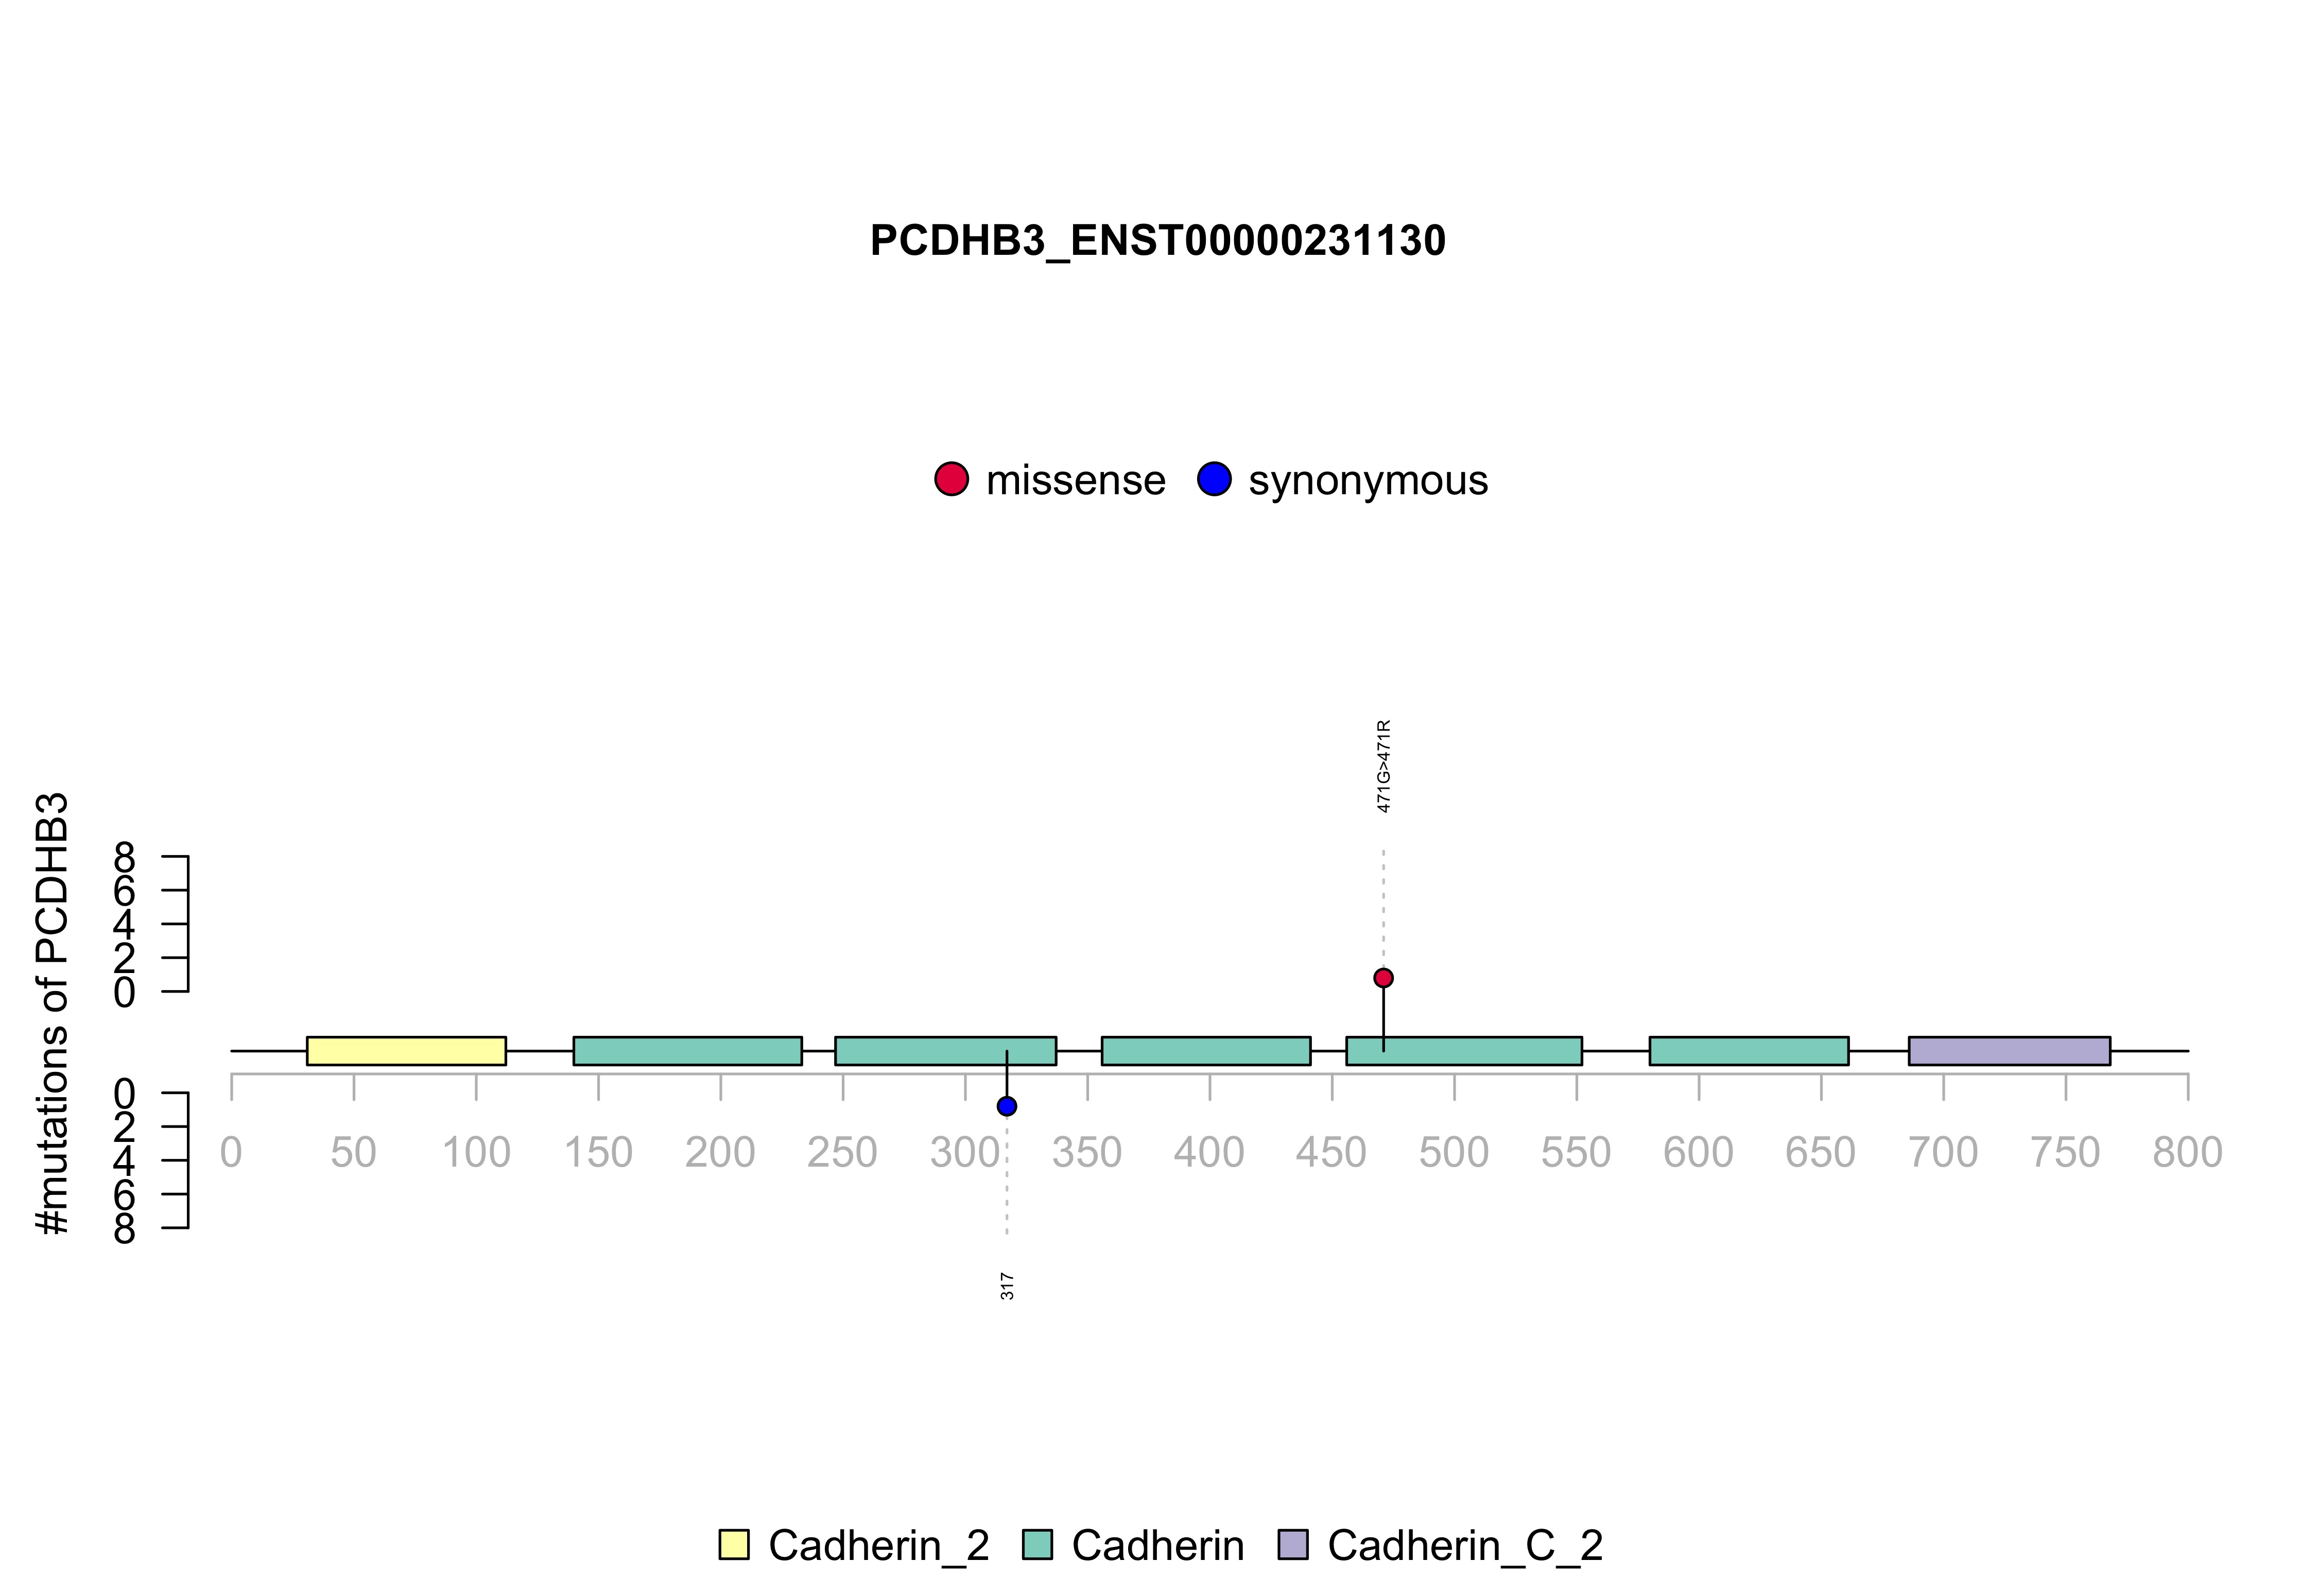 PCDHB3_ENST00000231130
missense synonymous
471G>471R
#mutations of PCDHB3
8
6
4
2
0
0
2
4
6
8
0 50 100 150 200 250 300 350 400 450 500 550 600 650 700 750 800
317
Cadherin_2 Cadherin Cadherin_C_2